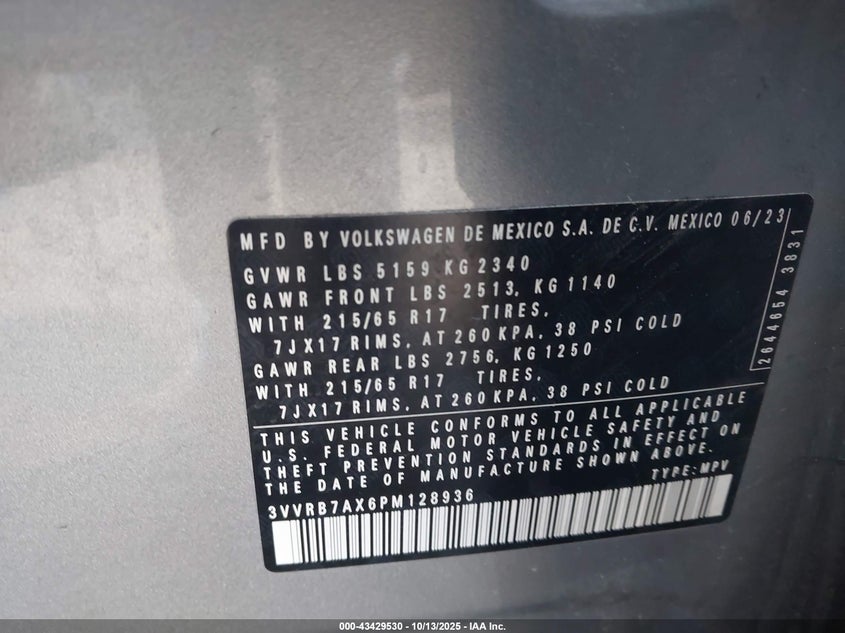 MFD BY VOLKSWAGEN DE MEXICO S.A. DE C.V. MEXICO 06/23
GVWR LBS 5159 KG 2340
GAWR FRONT LBS 2513, KG 1140
WITH 215/65 R17 TIRES,
7JX17 RIMS, AT 260 KPA, 38 PSI COLD
GAWR REAR LBS 2756, KG 1250
WITH 215/65 R17 TIRES,
7JX17 RIMS, AT 260 KPA, 38 PSI COLD
2644654 3831
THIS VEHICLE CONFORMS TO ALL APPLICABLE
U.S. FEDERAL MOTOR VEHICLE SAFETY AND
THEFT PREVENTION STANDARDS IN EFFECT ON
THE DATE OF MANUFACTURE SHOWN ABOVE.
TYPE: MPV
3VVRB7AX6PM128936
000-43429530 - 10/13/2025 - IAA Inc.